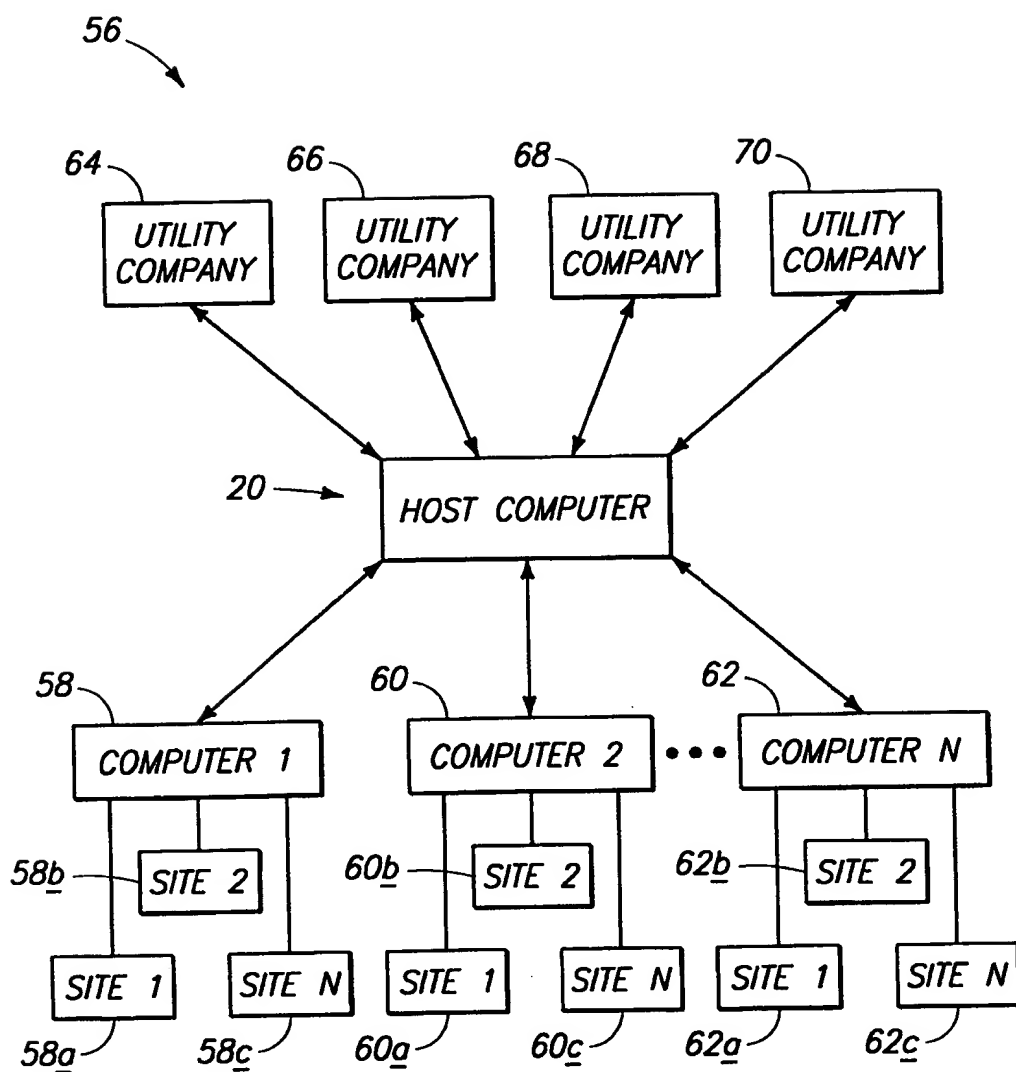 56
64
66
68
70
UTILITY
COMPANY
UTILITY
COMPANY
UTILITY
COMPANY
UTILITY
COMPANY
20
HOST COMPUTER
58
60
62
COMPUTER 1
COMPUTER 2
COMPUTER N
58b
SITE 2
60b
SITE 2
62b
SITE 2
SITE 1
SITE N
SITE 1
SITE N
SITE 1
SITE N
58a
58c
60a
60c
62a
62c